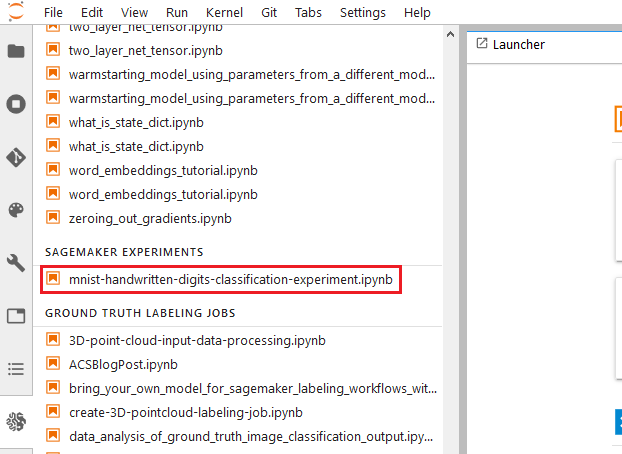 File Edit View Run Kernel Git Tabs Settings Help
two_layer_net_tensor.ipynb
two_layer_net_tensor.ipynb
warmstarting_model_using_parameters_from_a_different_mod...
warmstarting_model_using_parameters_from_a_different_mod...
what_is_state_dict.ipynb
what_is_state_dict.ipynb
word_embeddings_tutorial.ipynb
word_embeddings_tutorial.ipynb
zeroing_out_gradients.ipynb
SAGEMAKER EXPERIMENTS
mnist-handwritten-digits-classification-experiment.ipynb
GROUND TRUTH LABELING JOBS
3D-point-cloud-input-data-processing.ipynb
ACSBlogPost.ipynb
bring_your_own_model_for_sagemaker_labeling_workflows_wit...
create-3D-pointcloud-labeling-job.ipynb
data_analysis_of_ground_truth_image_classification_output.ipy...
Launcher